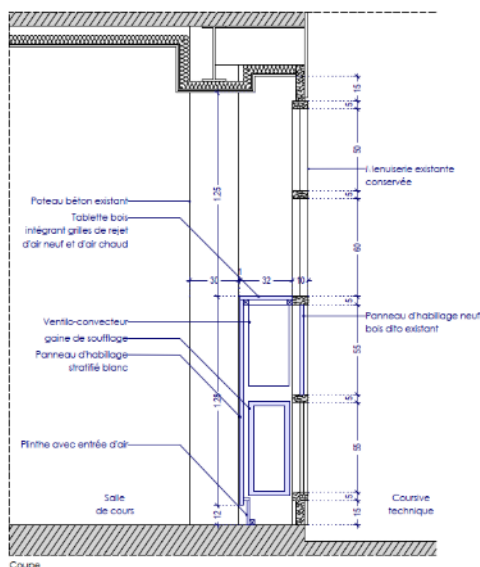 15
5
50
Menuiserie existante
conservée
5
1,25
Poteau béton existant
Tablette bois
intégrant grilles de rejet
d'air neuf et d'air chaud
60
30
32
10
5
Ventilo-convecteur
gaine de soufflage
Panneau d'habillage
stratifié blanc
Panneau d'habillage neuf
bois dito existant
55
5
1,25
55
Plinthe avec entrée d'air
5
12
15
Salle
de cours
Coursive
technique
Coupe